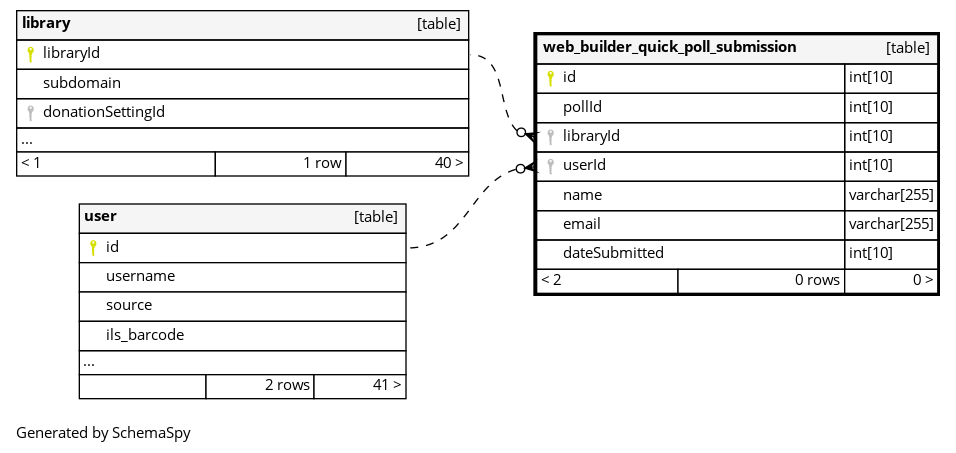 library [table]
libraryId
subdomain
donationSettingId
...
< 1 1 row 40 >
web_builder_quick_poll_submission [table]
id int[10]
pollId int[10]
libraryId int[10]
userId int[10]
name varchar[255]
email varchar[255]
dateSubmitted int[10]
< 2 0 rows 0 >
user [table]
id
username
source
ils_barcode
...
2 rows 41 >
Generated by SchemaSpy